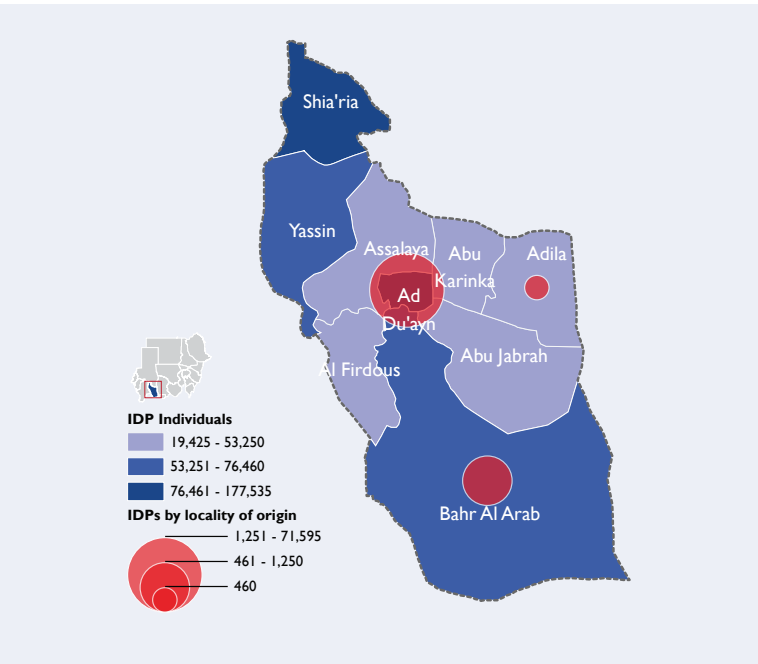 Shia'ria
Yassin
Assalaya
Abu
Karinka
Adila
Ad
Du'ayn
Abu Jabrah
Al Firdous
Bahr Al Arab
IDP Individuals
19,425 - 53,250
53,251 - 76,460
76,461 - 177,535
IDPs by locality of origin
1,251 - 71,595
461 - 1,250
460